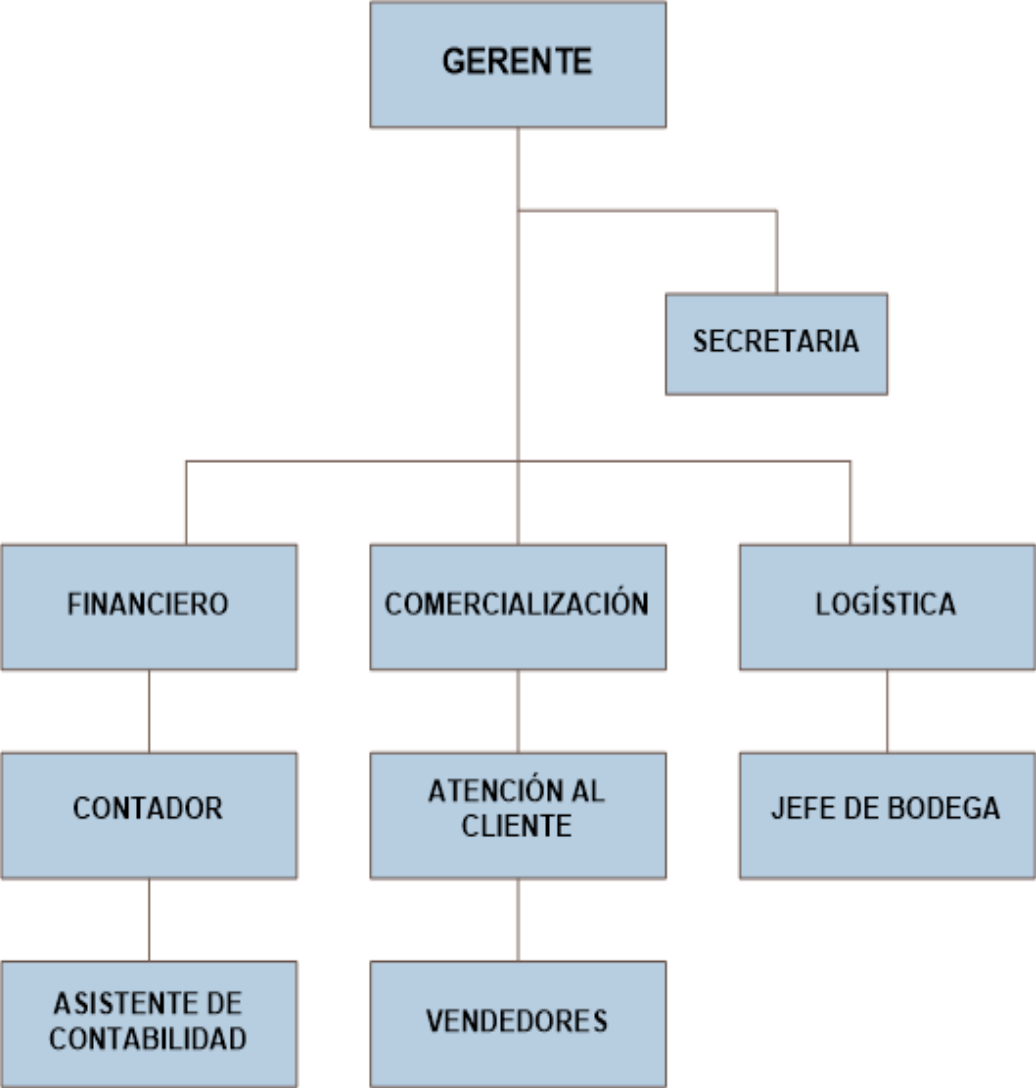 GERENTE
SECRETARIA
FINANCIERO
COMERCIALIZACIÓN
LOGÍSTICA
CONTADOR
ATENCIÓN AL
CLIENTE
JEFE DE BODEGA
ASISTENTE DE
CONTABILIDAD
VENDEDORES